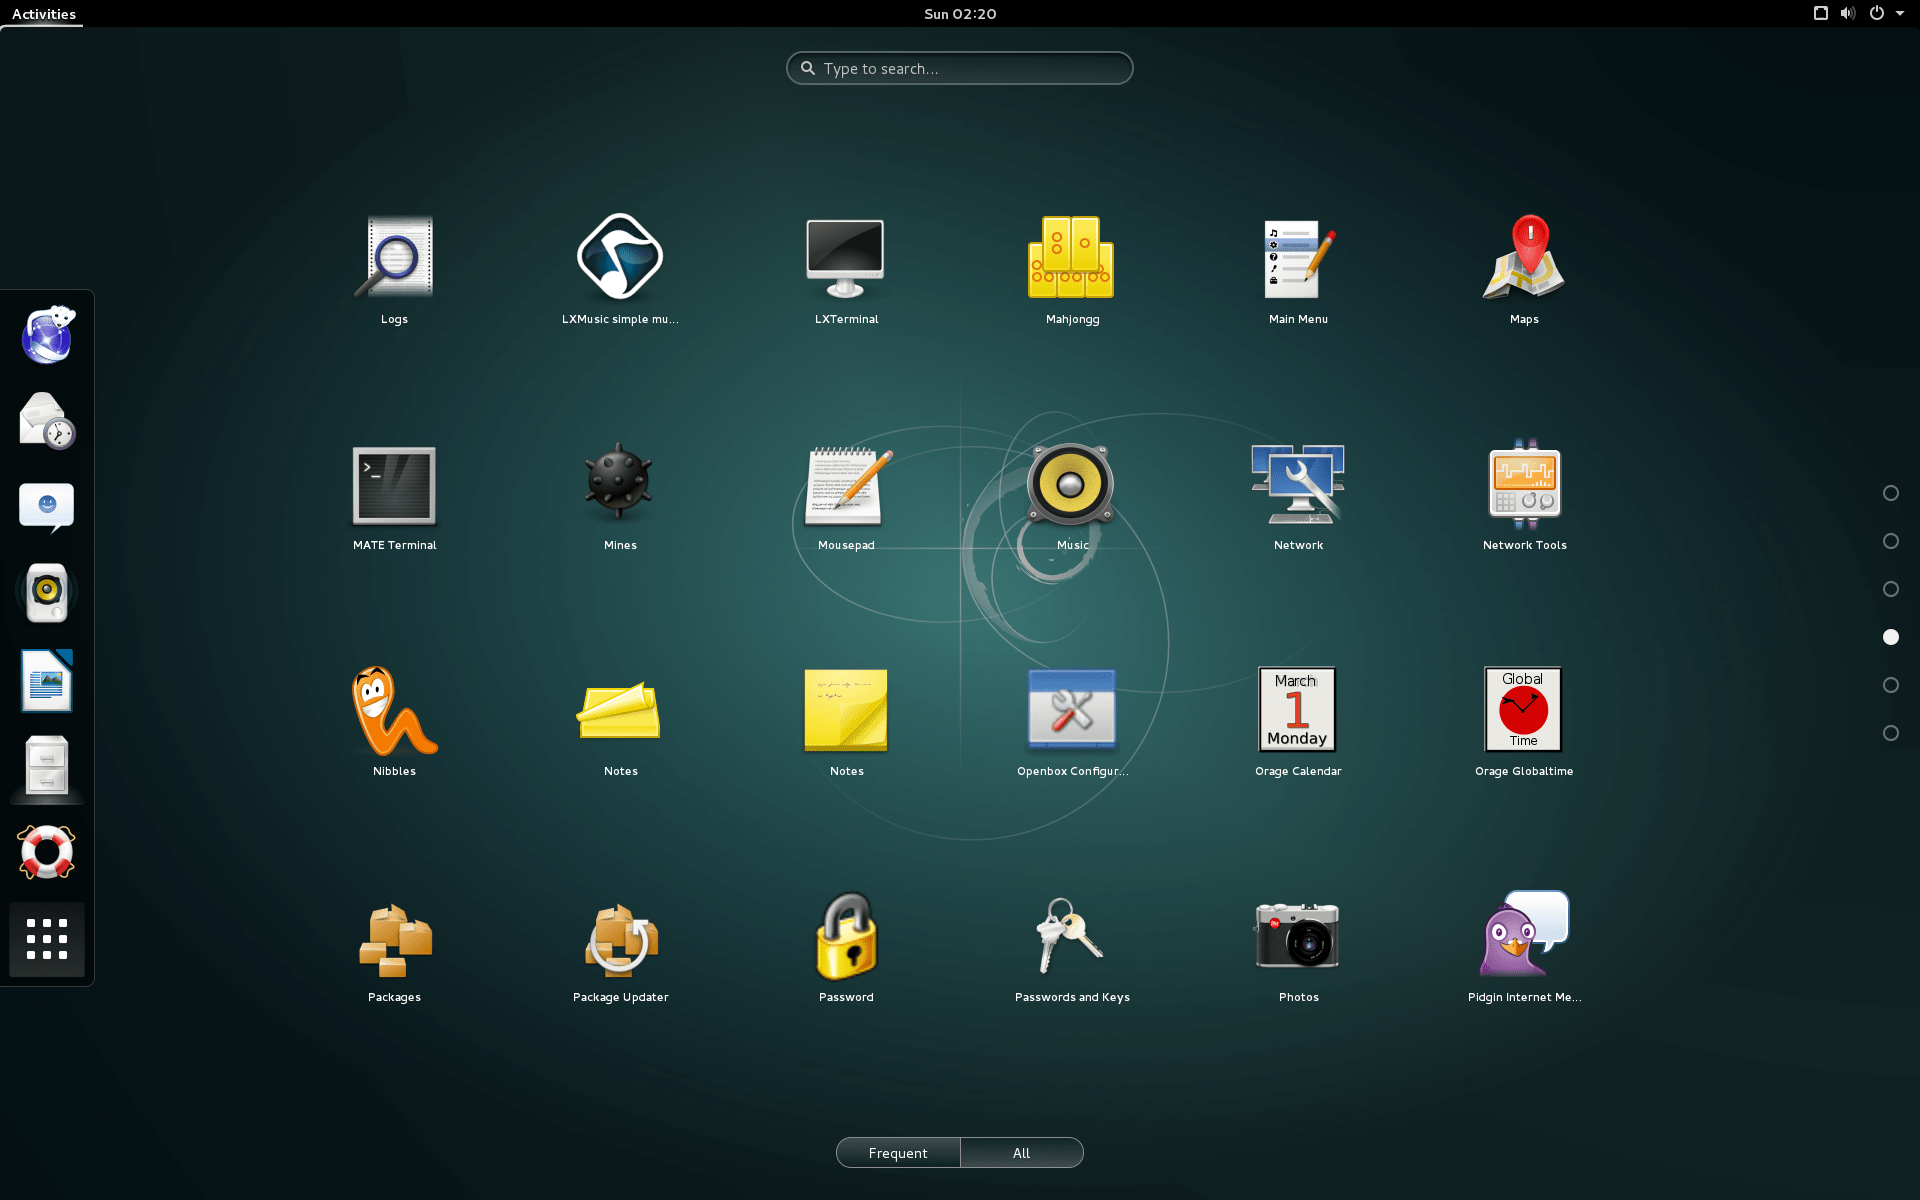 Activities
Sun 02:20
Type to search...
Logs
LXMusic simple mu...
LXTerminal
Mahjongg
Main Menu
Maps
MATE Terminal
Mines
Mousepad
Music
Network
Network Tools
March
1
Monday
Global
Time
Nibbles
Notes
Notes
Openbox Configur...
Orage Calendar
Orage Globaltime
Packages
Package Updater
Password
Passwords and Keys
Photos
Pidgin Internet Me...
Frequent
All